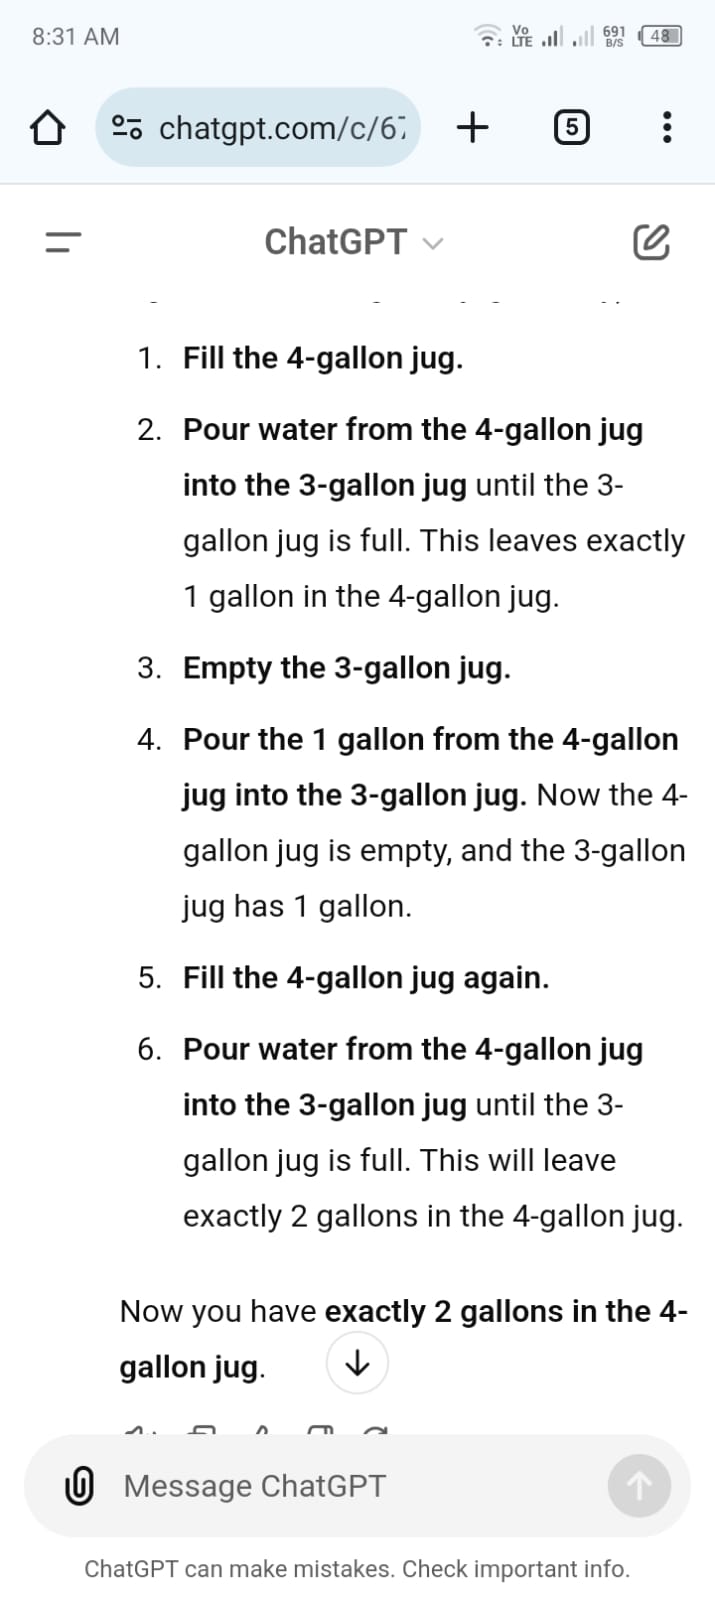 8:31 AM Vo LTE 691 B/S 48
chatgpt.com/c/67 5
ChatGPT
1. Fill the 4-gallon jug.
2. Pour water from the 4-gallon jug
into the 3-gallon jug until the 3-
gallon jug is full. This leaves exactly
1 gallon in the 4-gallon jug.
3. Empty the 3-gallon jug.
4. Pour the 1 gallon from the 4-gallon
jug into the 3-gallon jug. Now the 4-
gallon jug is empty, and the 3-gallon
jug has 1 gallon.
5. Fill the 4-gallon jug again.
6. Pour water from the 4-gallon jug
into the 3-gallon jug until the 3-
gallon jug is full. This will leave
exactly 2 gallons in the 4-gallon jug.
Now you have exactly 2 gallons in the 4-
gallon jug.
Message ChatGPT
ChatGPT can make mistakes. Check important info.